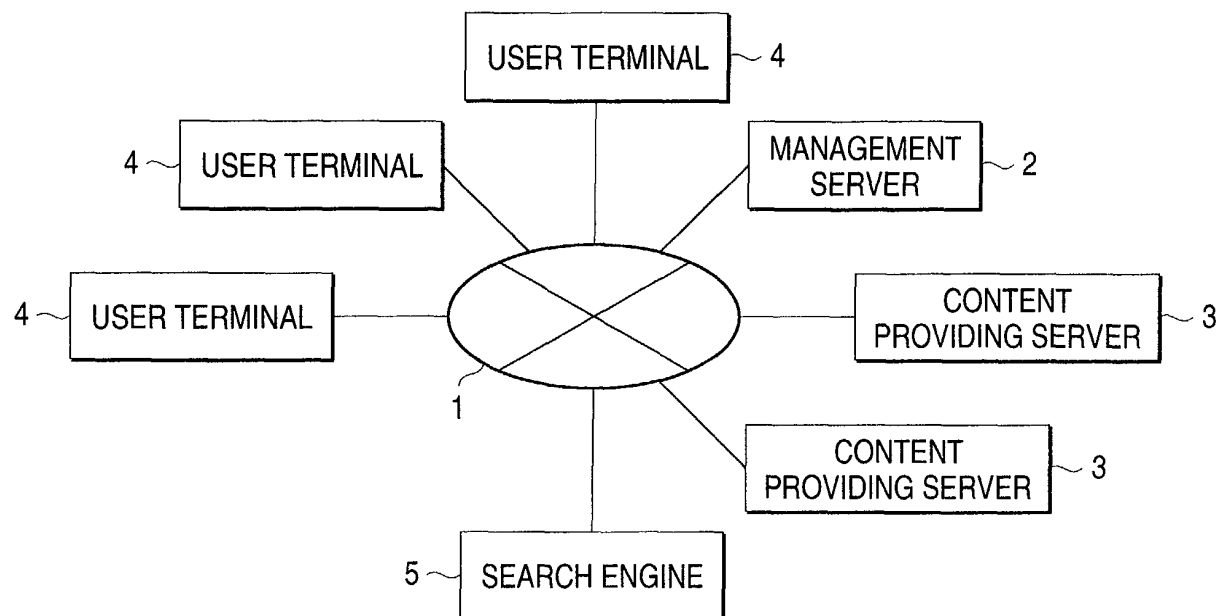 USER TERMINAL 4
4 USER TERMINAL
MANAGEMENT
SERVER
2
4 USER TERMINAL
CONTENT
PROVIDING SERVER
3
1
CONTENT
PROVIDING SERVER
3
5 SEARCH ENGINE